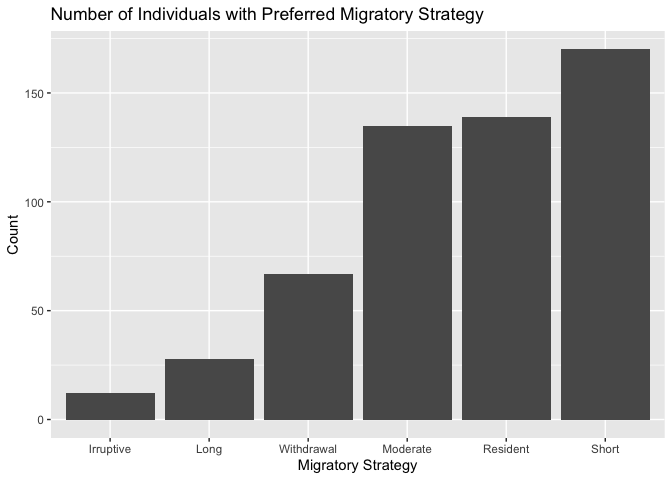 Number of Individuals with Preferred Migratory Strategy
Count
150
100
50
0
Irruptive Long Withdrawal Moderate Resident Short
Migratory Strategy